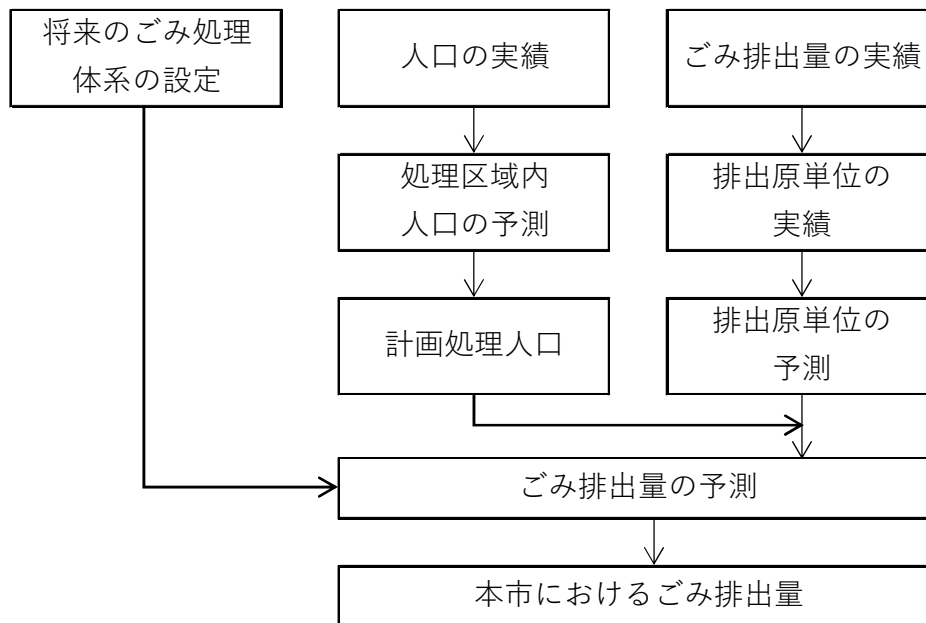 将来のごみ処理
体系の設定
人口の実績
ごみ排出量の実績
処理区域内
人口の予測
排出原単位の
実績
計画処理人口
排出原単位の
予測
ごみ排出量の予測
本市におけるごみ排出量